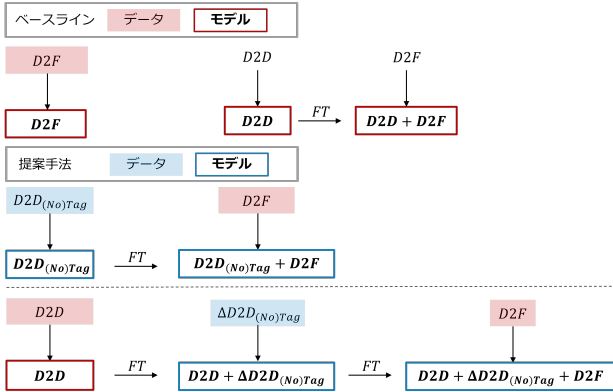 ベースライン データ モデル
D2F D2D D2F
D2F D2D FT D2D + D2F
提案手法 データ モデル
D2D(No)Tag D2F
D2D(No)Tag FT D2D(No)Tag + D2F
D2D ΔD2D(No)Tag D2F
D2D FT D2D + ΔD2D(No)Tag FT D2D + ΔD2D(No)Tag + D2F